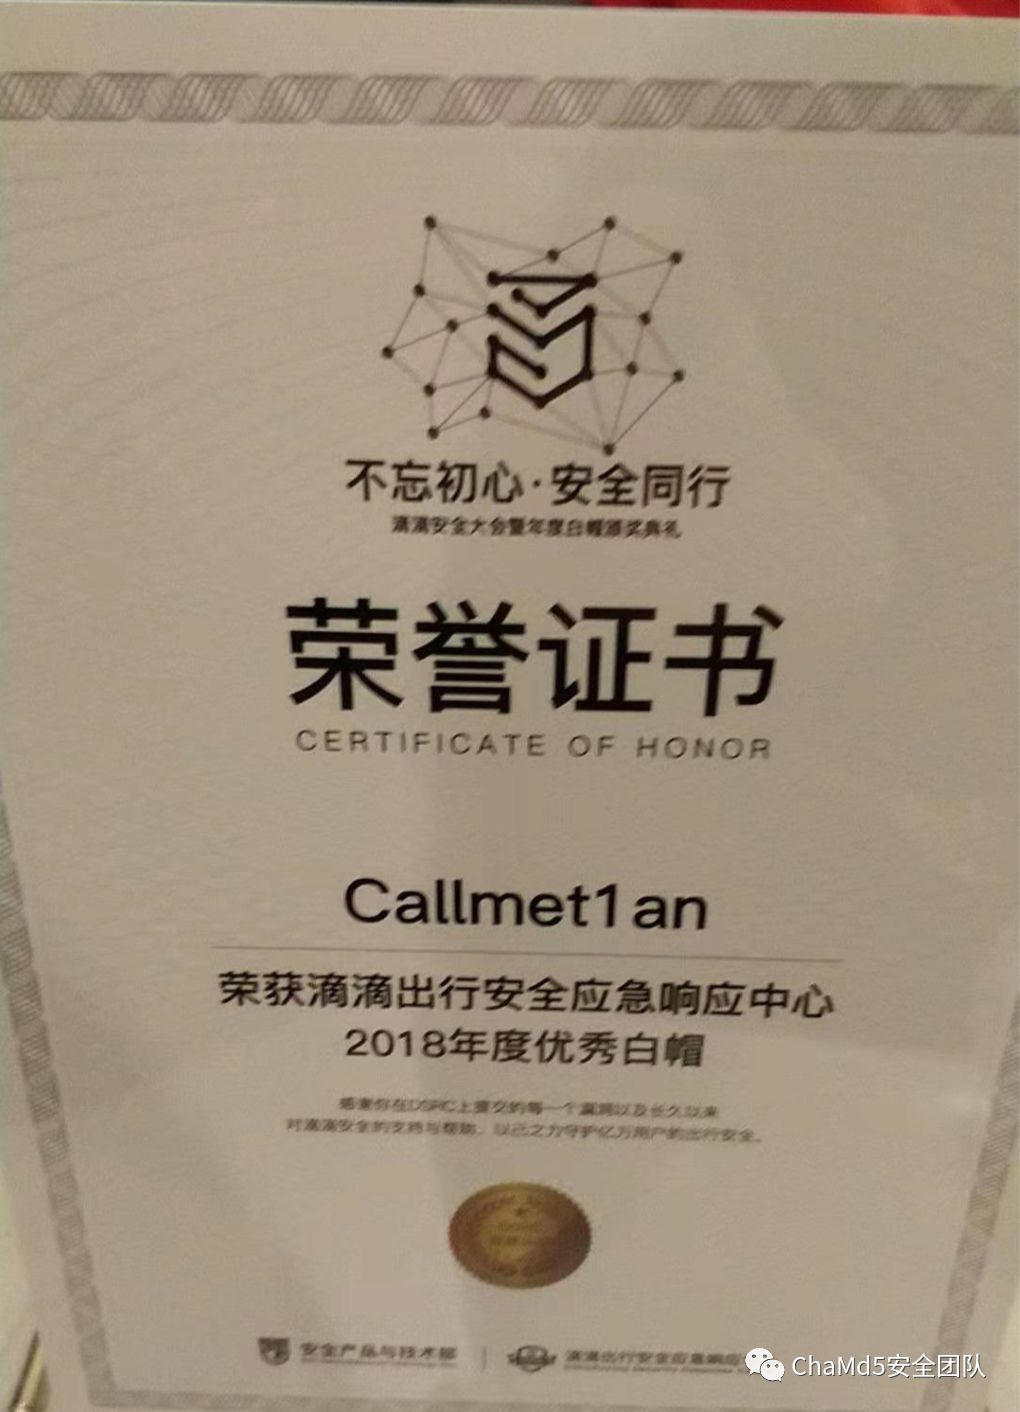 不忘初心·安全同行
滴滴安全大会暨年度白帽颁奖典礼
荣誉证书
CERTIFICATE OF HONOR
Callmet1an
荣获滴滴出行安全应急响应中心
2018年度优秀白帽
感谢你在DSRC上提交的每一个漏洞以及长久以来
对滴滴安全的支持与帮助，以己之力守护亿万用户的出行安全。
安全产品与技术部
滴滴出行安全应急响应
ChaMd5安全团队